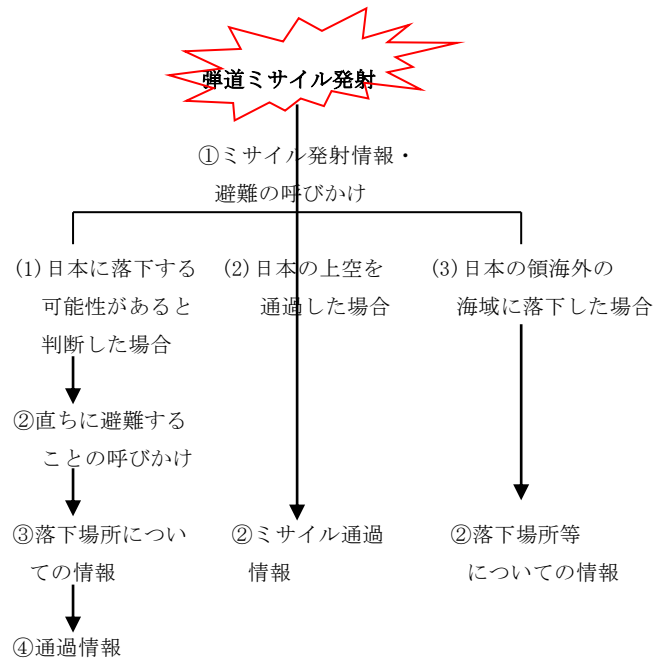 弾道ミサイル発射
①ミサイル発射情報・
避難の呼びかけ
(1)日本に落下する
可能性があると
判断した場合
②直ちに避難する
ことの呼びかけ
③落下場所につい
ての情報
④通過情報
(2)日本の上空を
通過した場合
②ミサイル通過
情報
(3)日本の領海外の
海域に落下した場合
②落下場所等
についての情報